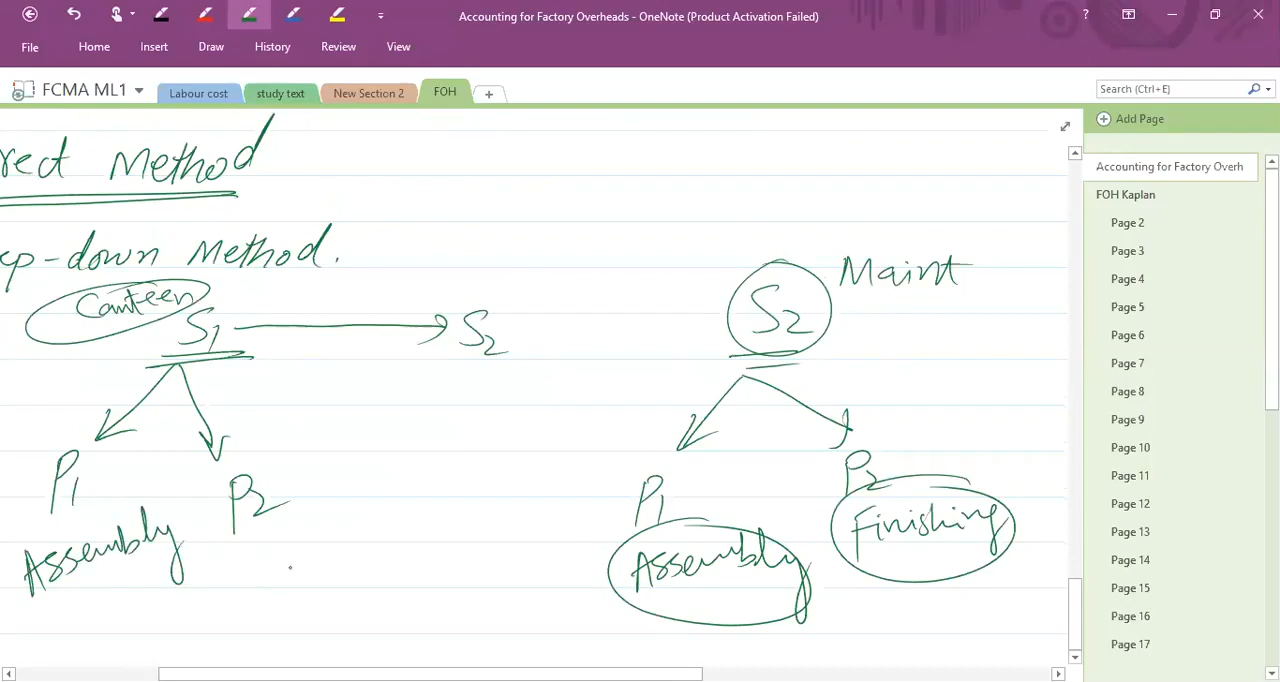 Accounting for Factory Overheads - OneNote (Product Activation Failed)
?
File Home Insert Draw History Review View
FCMA ML1 Labour cost study text New Section 2 FOH +
Search (Ctrl+E)
Add Page
Accounting for Factory Overh
FOH Kaplan
Page 2
Page 3
Page 4
Page 5
Page 6
Page 7
Page 8
Page 9
Page 10
Page 11
Page 12
Page 13
Page 14
Page 15
Page 16
Page 17
rect Method
ep-down Method.
Canteen
S1 S2
S2 Maint
P1 P2
Assembly
P1 P2
Assembly Finishing